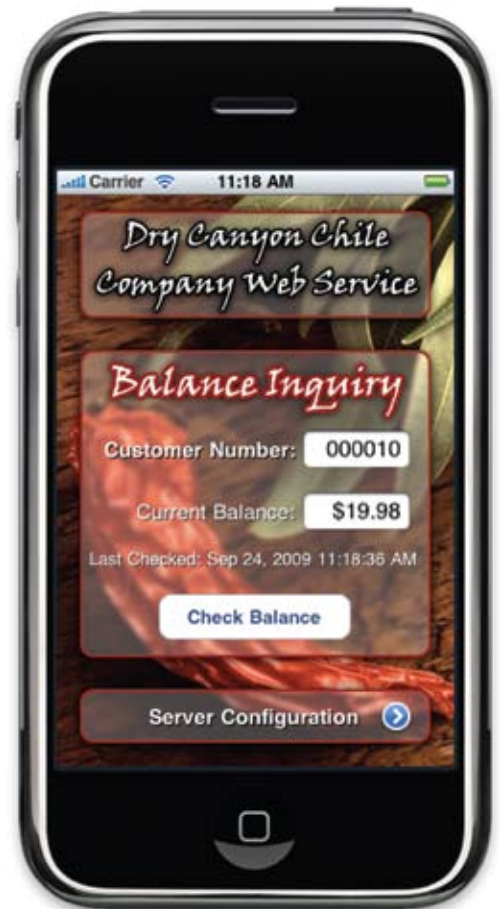 Carrier 11:18 AM
Dry Canyon Chile
Company Web Service
Balance Inquiry
Customer Number: 000010
Current Balance: $19.98
Last Checked: Sep 24, 2009 11:18:36 AM
Check Balance
Server Configuration